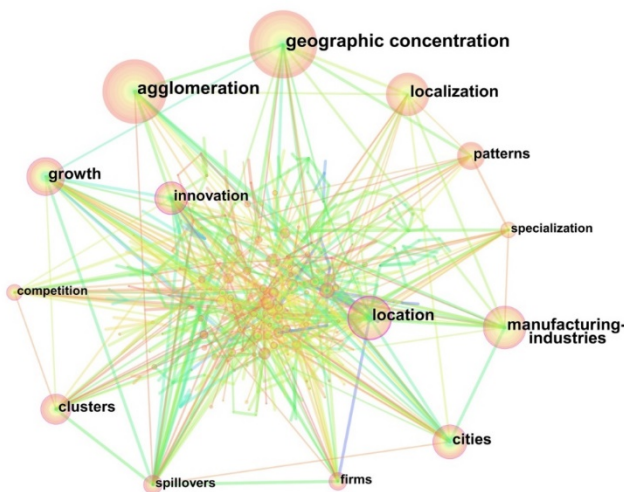 geographic concentration
agglomeration
localization
patterns
growth
innovation
specialization
competition
location
manufacturing-
industries
clusters
cities
spillovers
firms